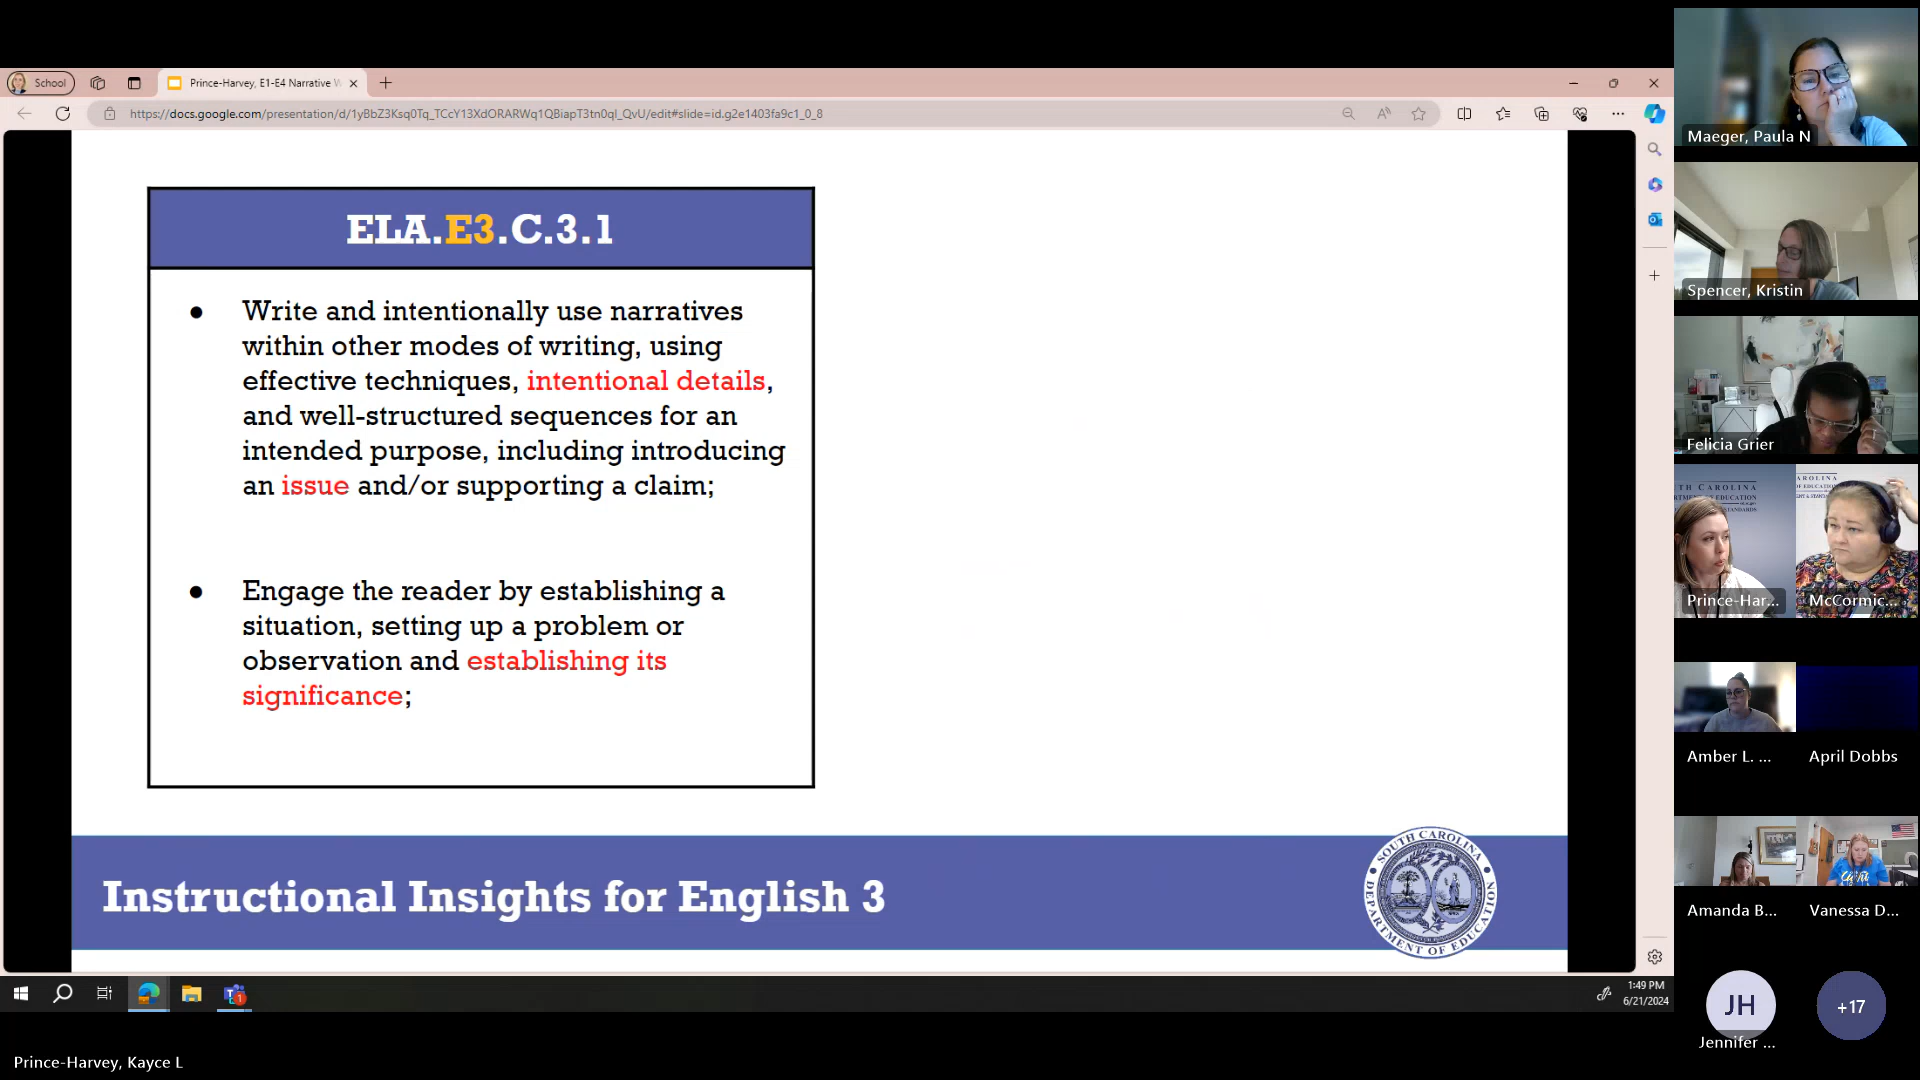 School
Prince-Harvey, E1-E4 Narrative W
https://docs.google.com/presentation/d/1yBbZ3Ksq0Tq_TCcY13XdORARWq1QBiapT3tn0ql_QvU/edit#slide=id.g2e1403fa9c1_0_8
ELA.E3.C.3.1
● Write and intentionally use narratives
within other modes of writing, using
effective techniques, intentional details,
and well-structured sequences for an
intended purpose, including introducing
an issue and/or supporting a claim;
● Engage the reader by establishing a
situation, setting up a problem or
observation and establishing its
significance;
Instructional Insights for English 3
SOUTH CAROLINA
DEPARTMENT OF EDUCATION
1:49 PM
6/21/2024
Prince-Harvey, Kayce L
Maeger, Paula N
Spencer, Kristin
Felicia Grier
Prince-Har...
McCormic...
Amber L. ...
April Dobbs
Amanda B...
Vanessa D...
JH
Jennifer ...
+17